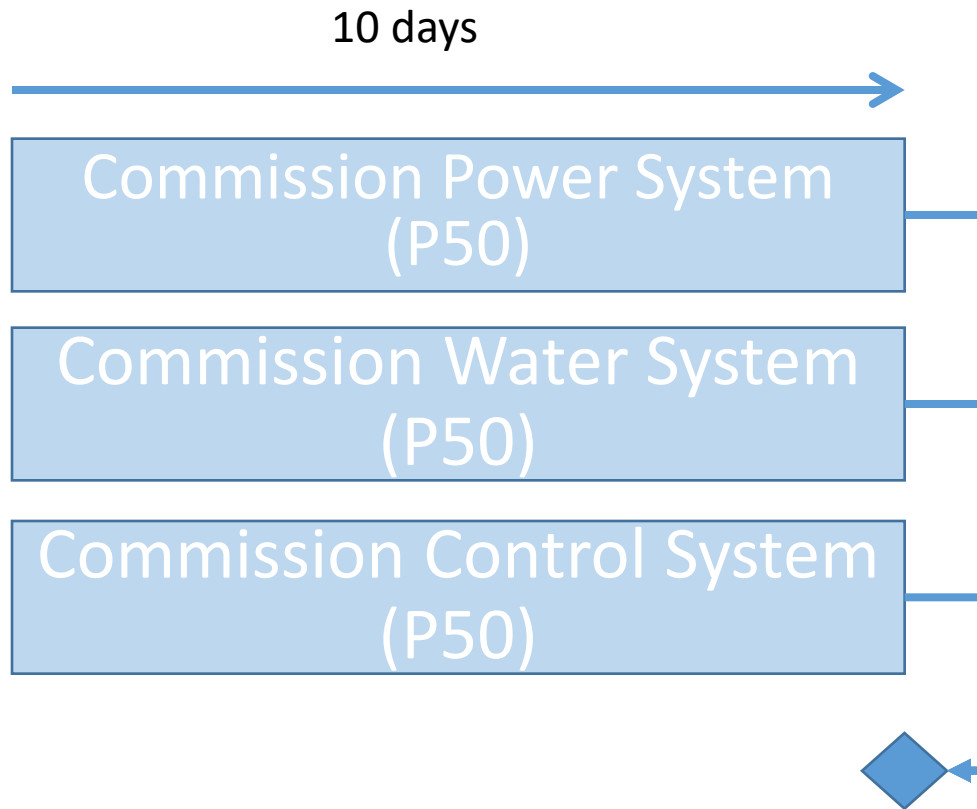 10 days
Commission Power System
(P50)
Commission Water System
(P50)
Commission Control System
(P50)